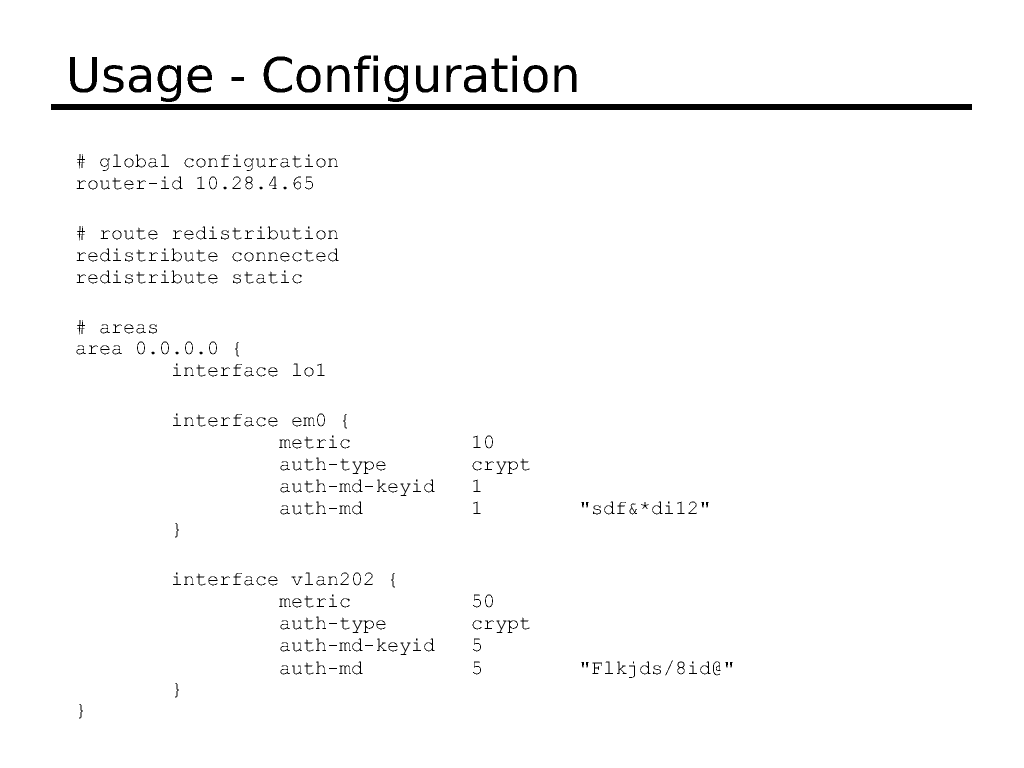 Usage - Configuration
# global configuration
router-id 10.28.4.65
# route redistribution
redistribute connected
redistribute static
# areas
area 0.0.0.0 {
interface lo1
interface em0 {
metric 10
auth-type crypt
auth-md-keyid 1
auth-md 1 "sdf&*di12"
}
interface vlan202 {
metric 50
auth-type crypt
auth-md-keyid 5
auth-md 5 "Flkjds/8id@"
}
}